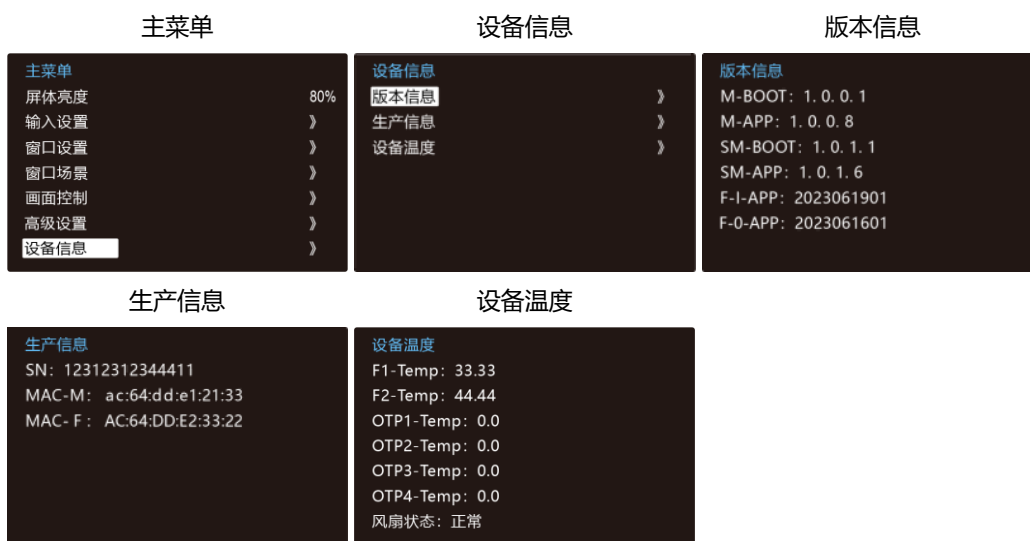 主菜单
设备信息
版本信息
主菜单
屏体亮度 80%
输入设置 》
窗口设置 》
窗口场景 》
画面控制 》
高级设置 》
设备信息 》
设备信息
版本信息 》
生产信息 》
设备温度 》
版本信息
M-BOOT：1. 0. 0. 1
M-APP：1. 0. 0. 8
SM-BOOT：1. 0. 1. 1
SM-APP：1. 0. 1. 6
F-I-APP：2023061901
F-0-APP：2023061601
生产信息
设备温度
生产信息
SN：12312312344411
MAC-M： ac:64:dd:e1:21:33
MAC- F： AC:64:DD:E2:33:22
设备温度
F1-Temp：33.33
F2-Temp：44.44
OTP1-Temp：0.0
OTP2-Temp：0.0
OTP3-Temp：0.0
OTP4-Temp：0.0
风扇状态：正常